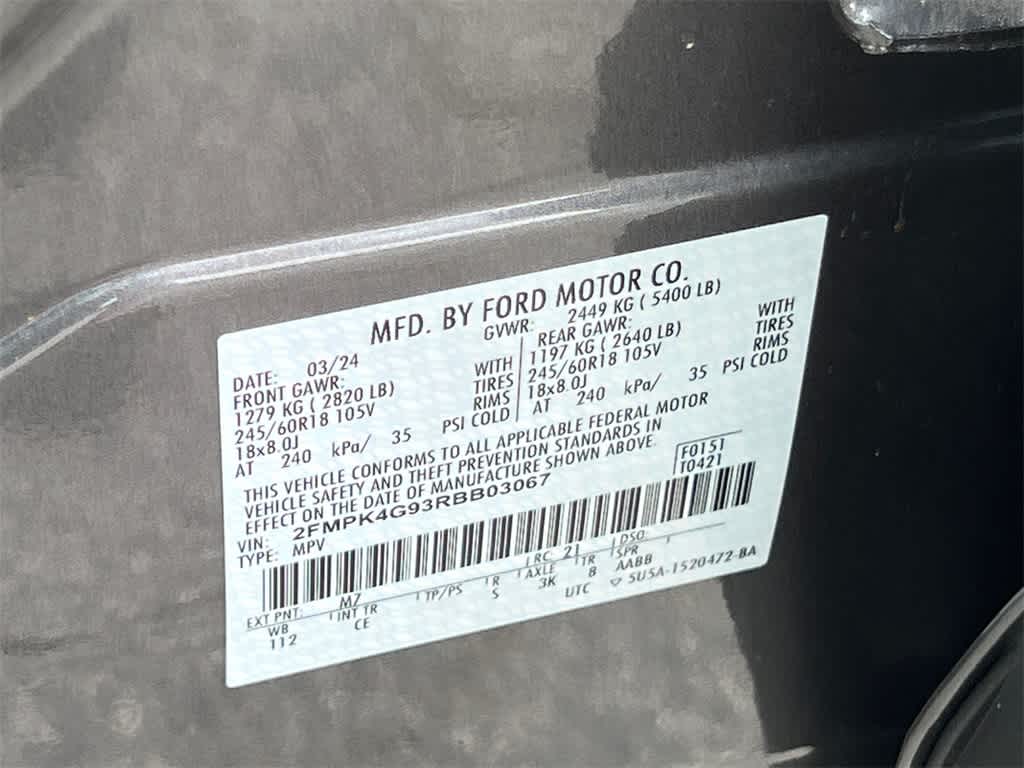 MFD. BY FORD MOTOR CO.
DATE: 03/24 GVWR: 2449 KG ( 5400 LB)
FRONT GAWR: WITH REAR GAWR: WITH
1279 KG ( 2820 LB) TIRES 1197 KG ( 2640 LB) TIRES
245/60R18 105V RIMS 245/60R18 105V RIMS
18x8.0J PSI COLD 18x8.0J PSI COLD
AT 240 kPa/ 35 AT 240 kPa/ 35
THIS VEHICLE CONFORMS TO ALL APPLICABLE FEDERAL MOTOR
VEHICLE SAFETY AND THEFT PREVENTION STANDARDS IN
EFFECT ON THE DATE OF MANUFACTURE SHOWN ABOVE.
F0151
T0421
VIN: 2FMPK4G93RBB03067
TYPE: MPV
EXT PNT: M7 RC: 21 DSO:
WB INT TR TP/PS R AXLE TR SPR
112 CE S 3K 8 AABB
UTC ▽ 5U5A-1520472-BA